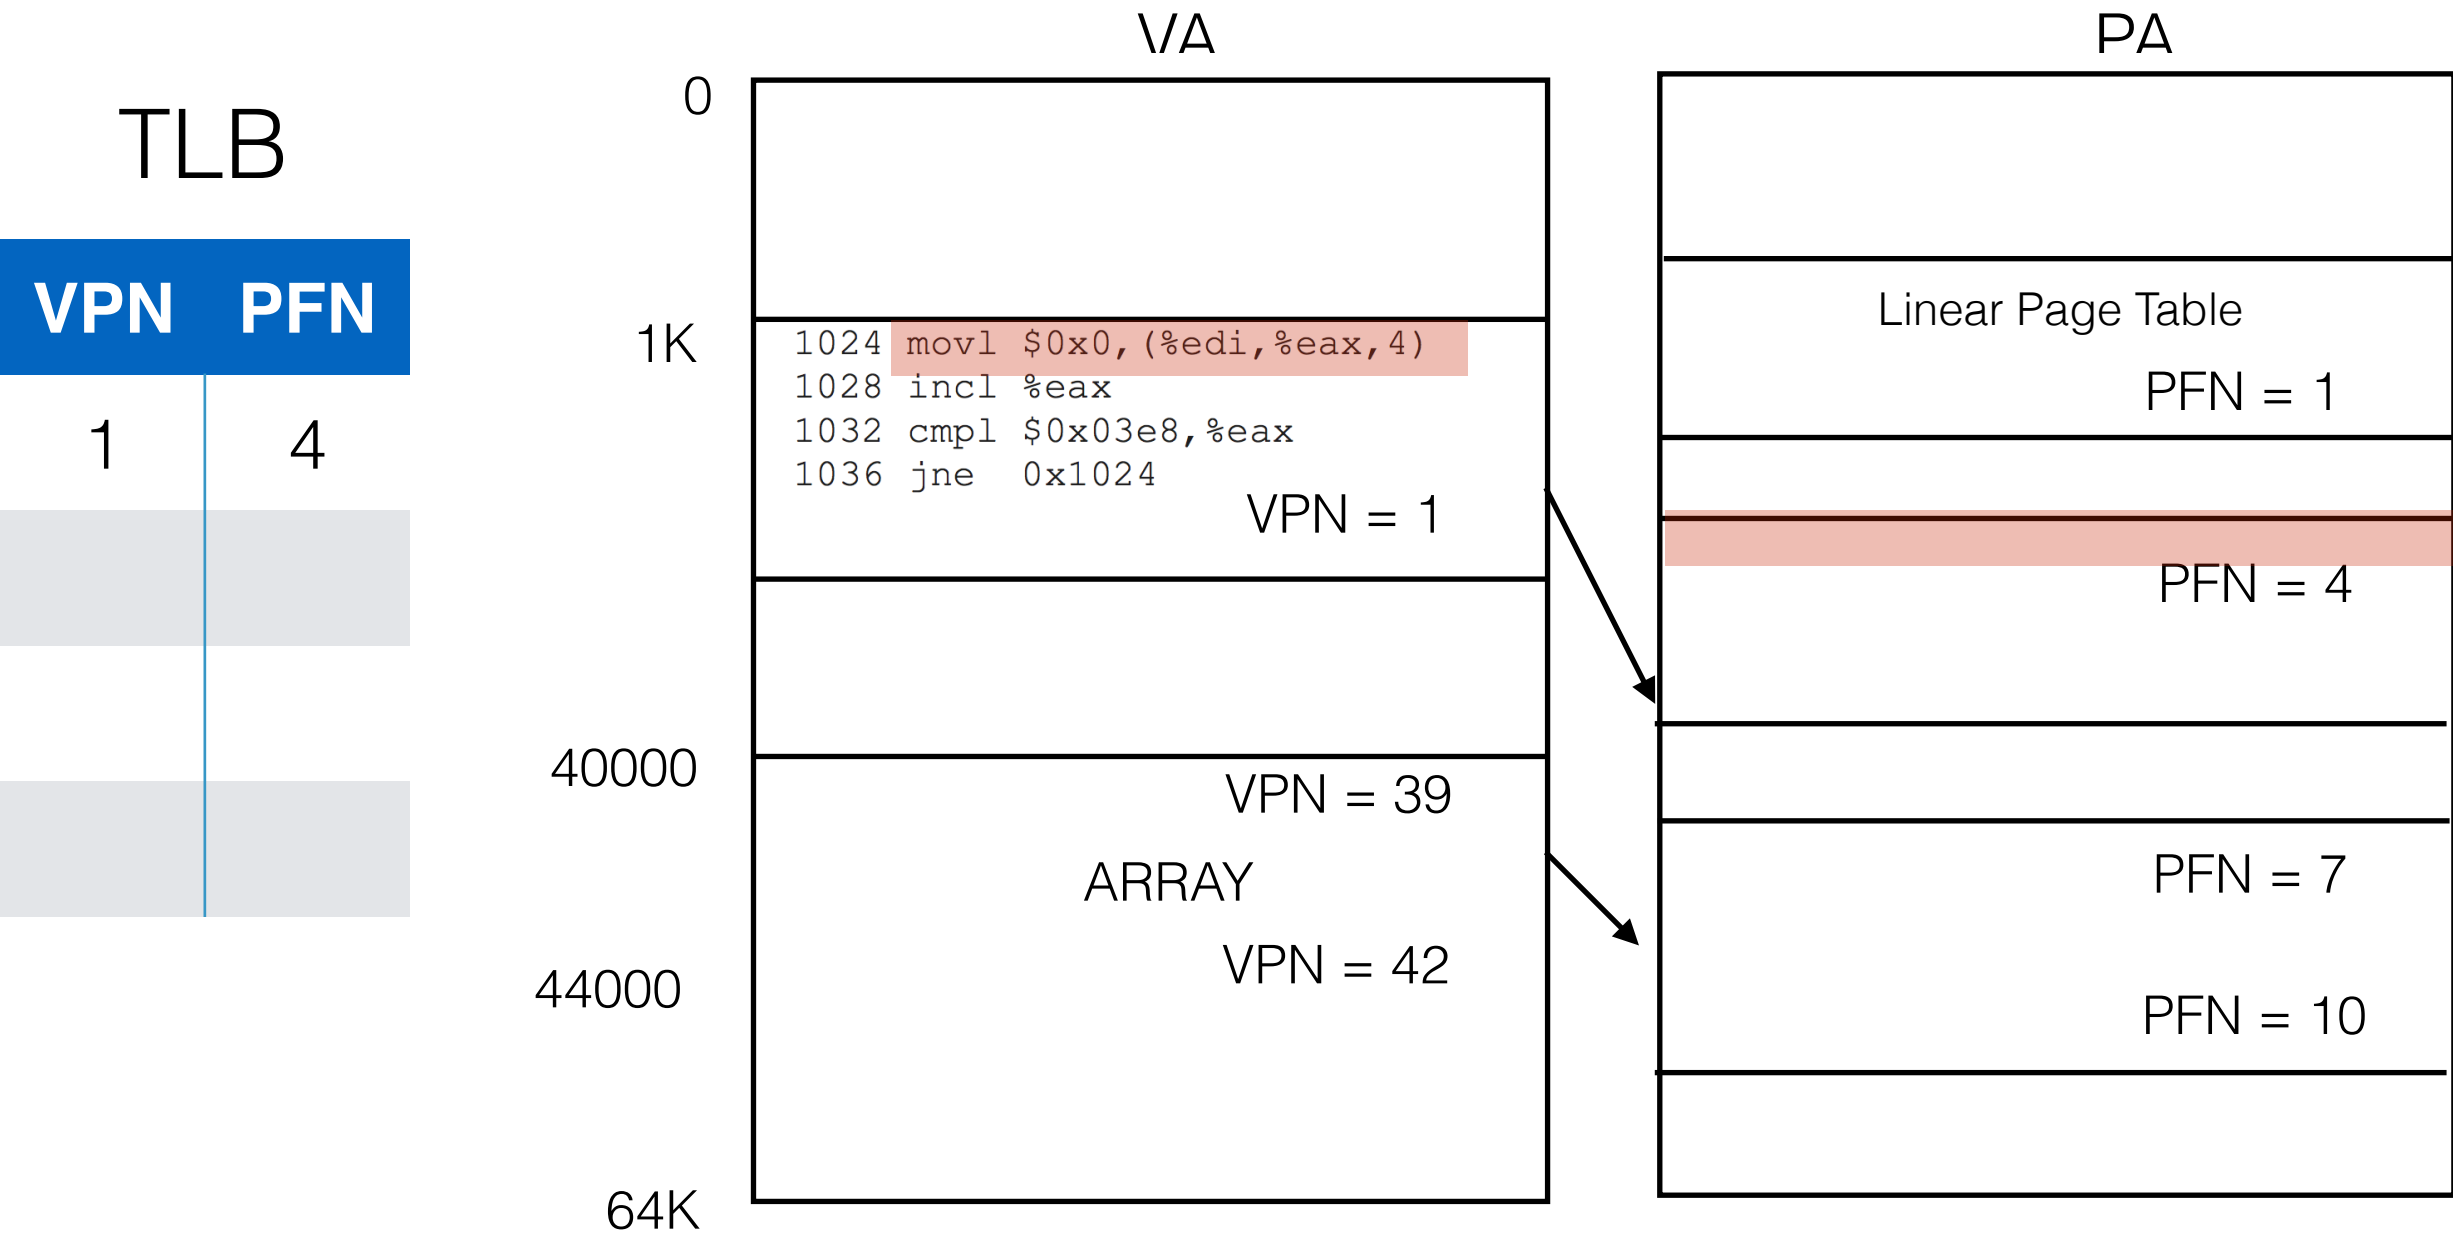 TLB
VPN PFN
1 4
VA
0
1K
1024 movl $0x0,(%edi,%eax,4)
1028 incl %eax
1032 cmpl $0x03e8,%eax
1036 jne 0x1024
VPN = 1
40000
VPN = 39
ARRAY
VPN = 42
44000
64K
PA
Linear Page Table
PFN = 1
PFN = 4
PFN = 7
PFN = 10